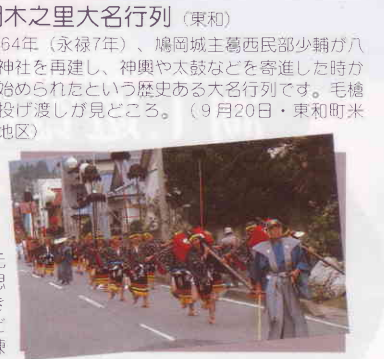 木之里大名行列（東和）
64年（永禄7年）、鳩岡城主葛西民部少輔が八
神社を再建し、神輿や太鼓などを寄進した時か
始められたという歴史ある大名行列です。毛槍
投げ渡しが見どころ。（9月20日・東和町米
地区）